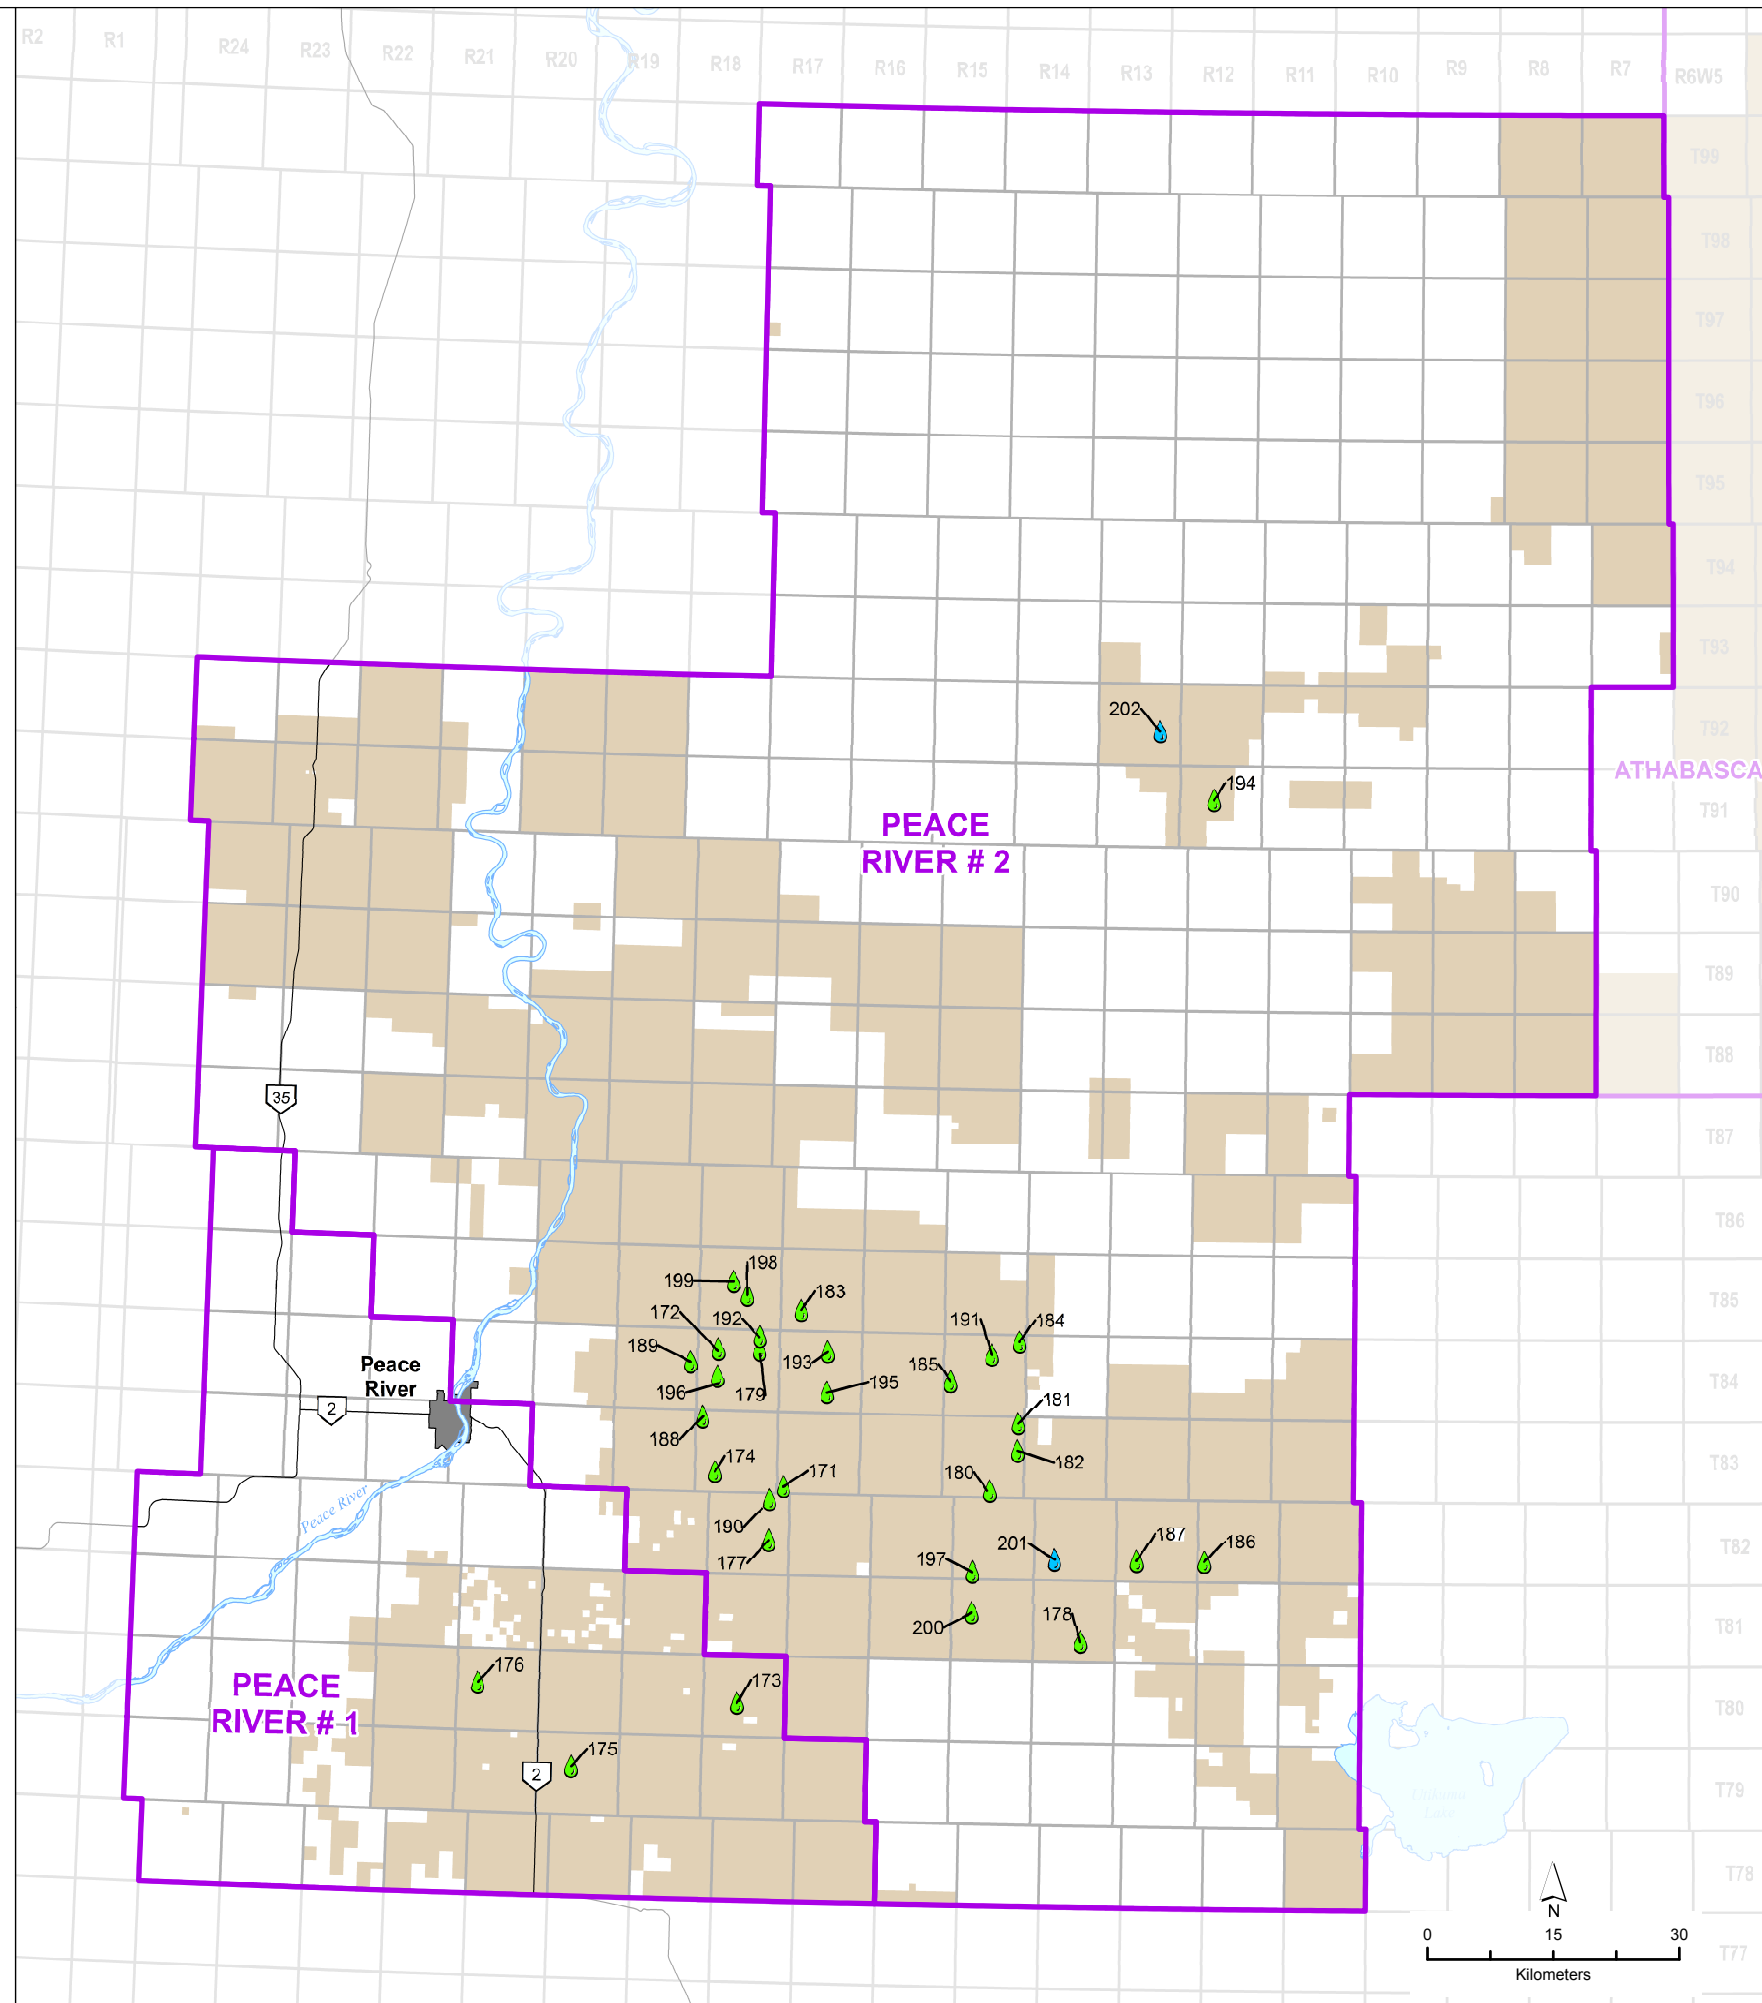 R2
R1
R24
R23
R22
R21
R20
R19
R18
R17
R16
R15
R14
R13
R12
R11
R10
R9
R8
R7
R6W5
T99
T98
T97
T96
T95
T94
T93
T92
202
ATHABASCA
194
T91
PEACE
RIVER # 2
T90
T89
T88
35
T87
T86
198
199
183
T85
172
192
191
184
189
193
185
Peace
River
196
179
195
T84
2
181
188
174
182
T83
171
180
Peace River
190
187
201
186
T82
177
197
178
200
T81
176
173
PEACE
RIVER # 1
T80
175
2
T79
Utikuma
Lake
T78
N
0 15 30
Kilometers
T77